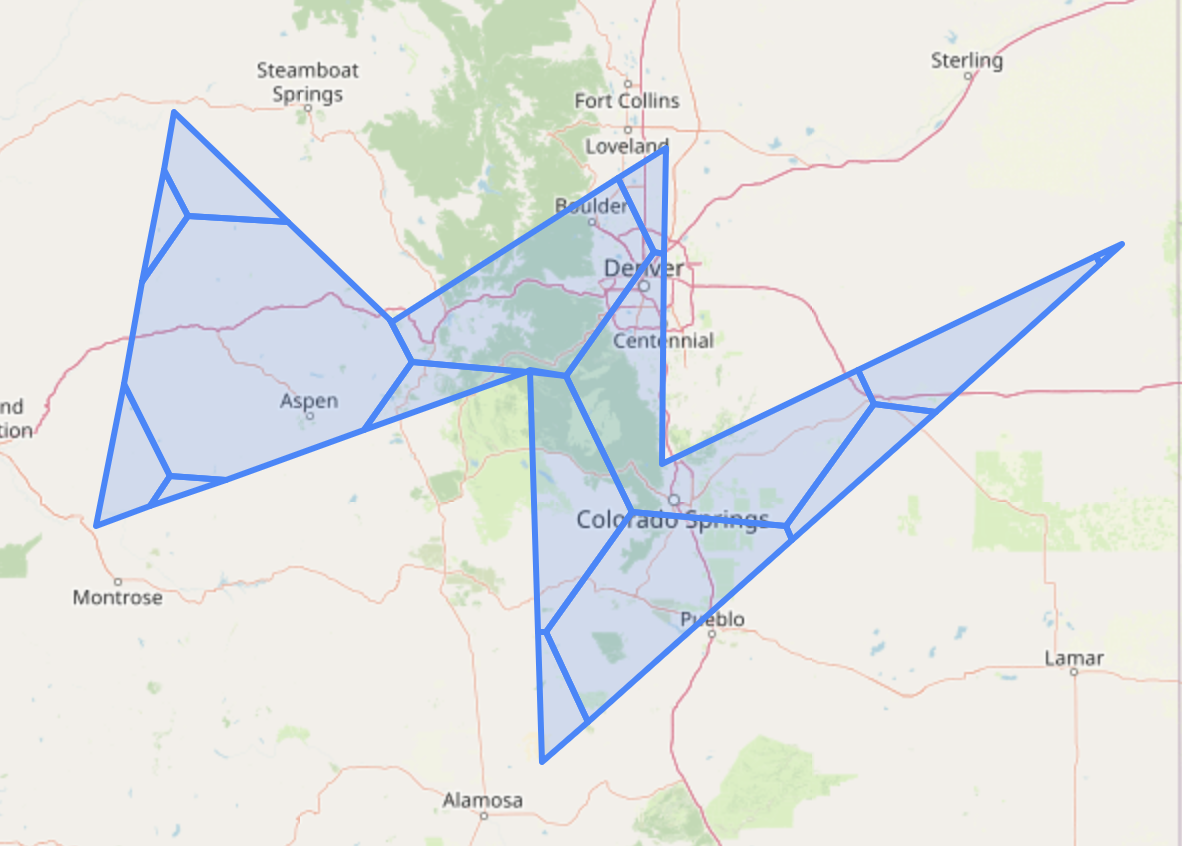 Sterling
Steamboat
Springs
Fort Collins
Loveland
Boulder
Denver
Centennial
Aspen
nd
tion
Colorado Springs
Montrose
Pueblo
Lamar
Alamosa